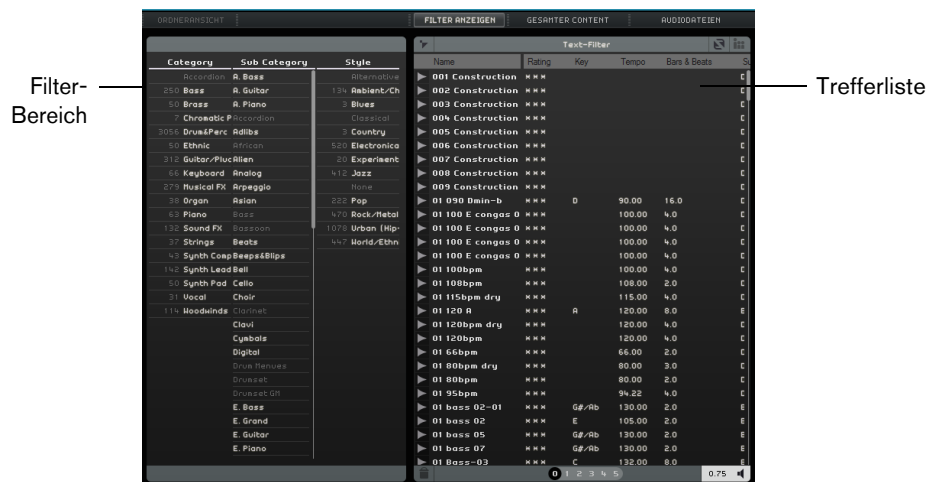 ORDNERANSICHT FILTER ANZEIGEN GESAMTER CONTENT AUDIODATEIEN
Text-Filter
Category Sub Category Style
Name Rating Key Tempo Bars & Beats Su
Filter-
Bereich
Trefferliste
Accordion A. Bass Alternative
250 Bass A. Guitar 134 Ambient/Ch
50 Brass A. Piano 3 Blues
7 Chromatic P Accordion Classical
3056 Drum&Perc Adlibs 3 Country
50 Ethnic African 520 Electronica
312 Guitar/Pluc Alien 20 Experiment
66 Keyboard Analog 412 Jazz
279 Musical FX Arpeggio None
38 Organ Asian 222 Pop
63 Piano Bass 470 Rock/Metal
132 Sound FX Bassoon 1078 Urban (Hip-
37 Strings Beats 447 World/Ethn
43 Synth Comp Beeps&Blips
142 Synth Lead Bell
50 Synth Pad Cello
31 Vocal Choir
114 Woodwinds Clarinet
Clavi
Cymbals
Digital
Drum Menues
Drumset
Drumset GM
E. Bass
E. Grand
E. Guitar
E. Piano
001 Construction
002 Construction
003 Construction
004 Construction
005 Construction
006 Construction
007 Construction
008 Construction
009 Construction
01 090 Dmin-b D 90.00 16.0
01 100 E congas 0 100.00 4.0
01 100 E congas 0 100.00 4.0
01 100 E congas 0 100.00 4.0
01 100 E congas 0 100.00 4.0
01 100bpm 100.00 4.0
01 108bpm 108.00 2.0
01 115bpm dry 115.00 4.0
01 120 A A 120.00 8.0
01 120bpm dry 120.00 4.0
01 120bpm 120.00 4.0
01 66bpm 66.00 2.0
01 80bpm dry 80.00 3.0
01 80bpm 80.00 2.0
01 95bpm 94.22 4.0
01 bass 02-01 G#/Ab 130.00 2.0
01 bass 02 E 105.00 2.0
01 bass 05 G#/Ab 130.00 2.0
01 bass 07 G#/Ab 130.00 2.0
01 Bass-03 C 132.00 8.0
0 1 2 3 4 5 0.75